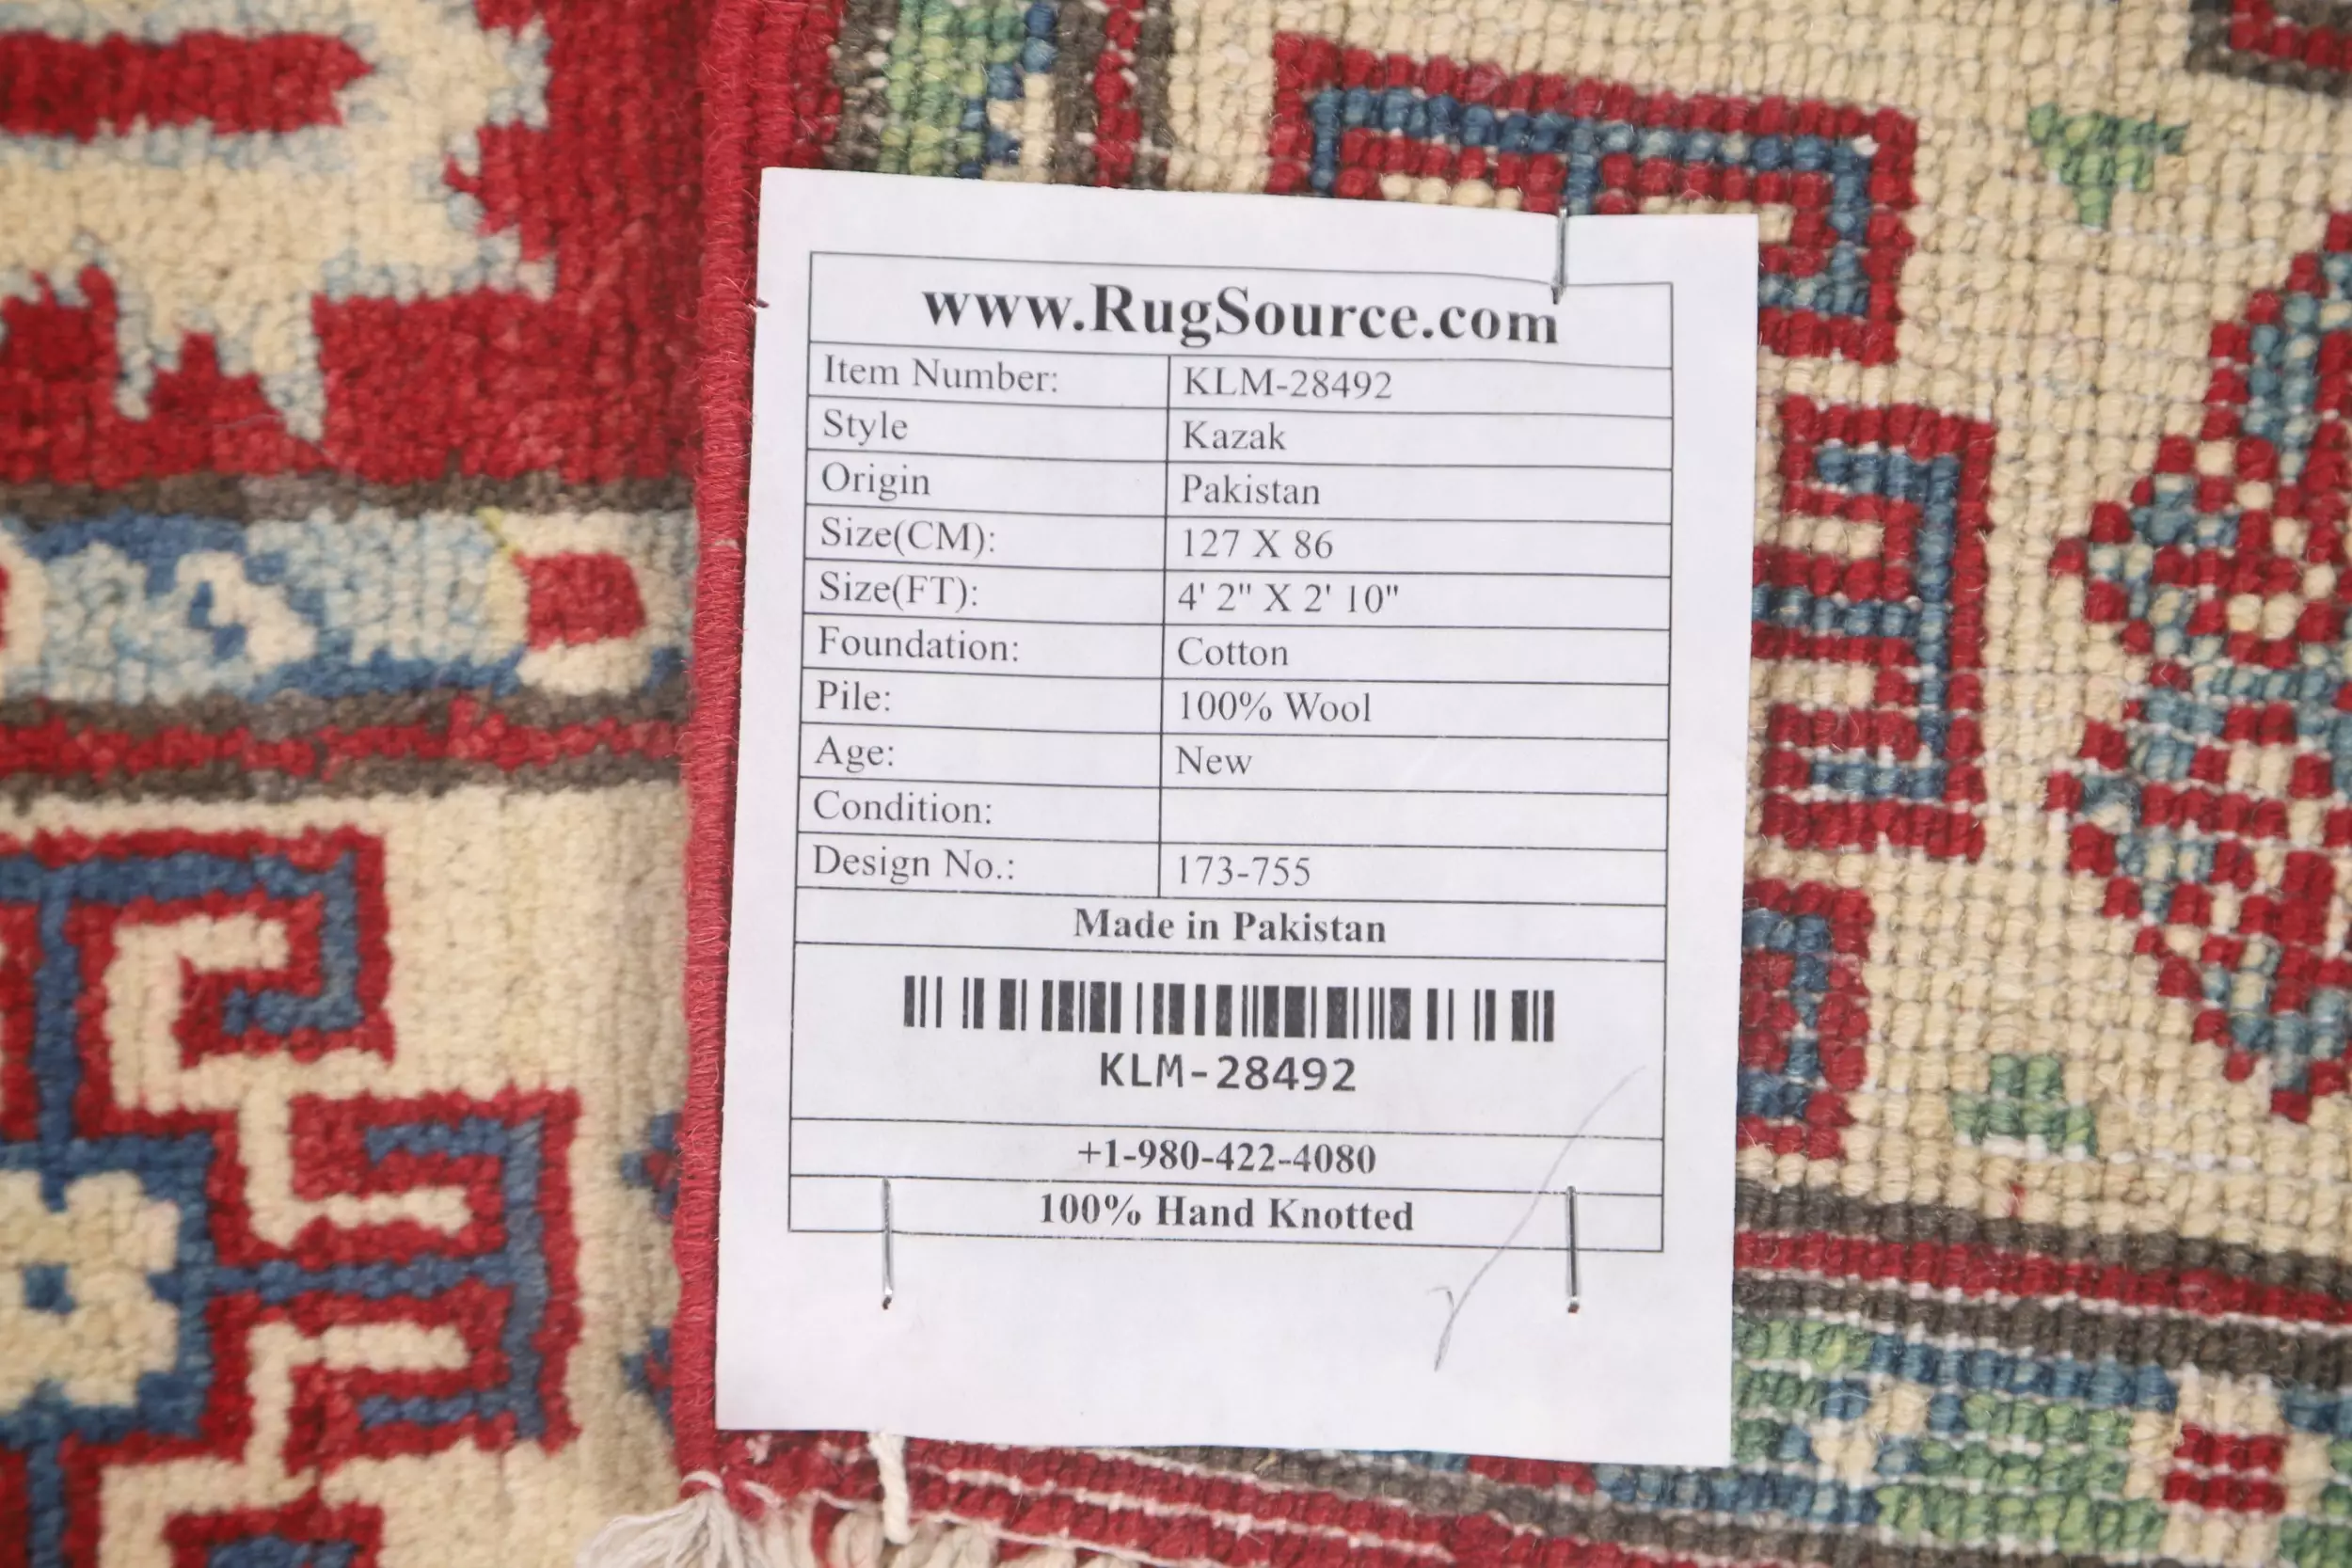 www.RugSource.com
Item Number: KLM-28492
Style Kazak
Origin Pakistan
Size(CM): 127 X 86
Size(FT): 4' 2" X 2' 10"
Foundation: Cotton
Pile: 100% Wool
Age: New
Condition:
Design No.: 173-755
Made in Pakistan
KLM-28492
+1-980-422-4080
100% Hand Knotted